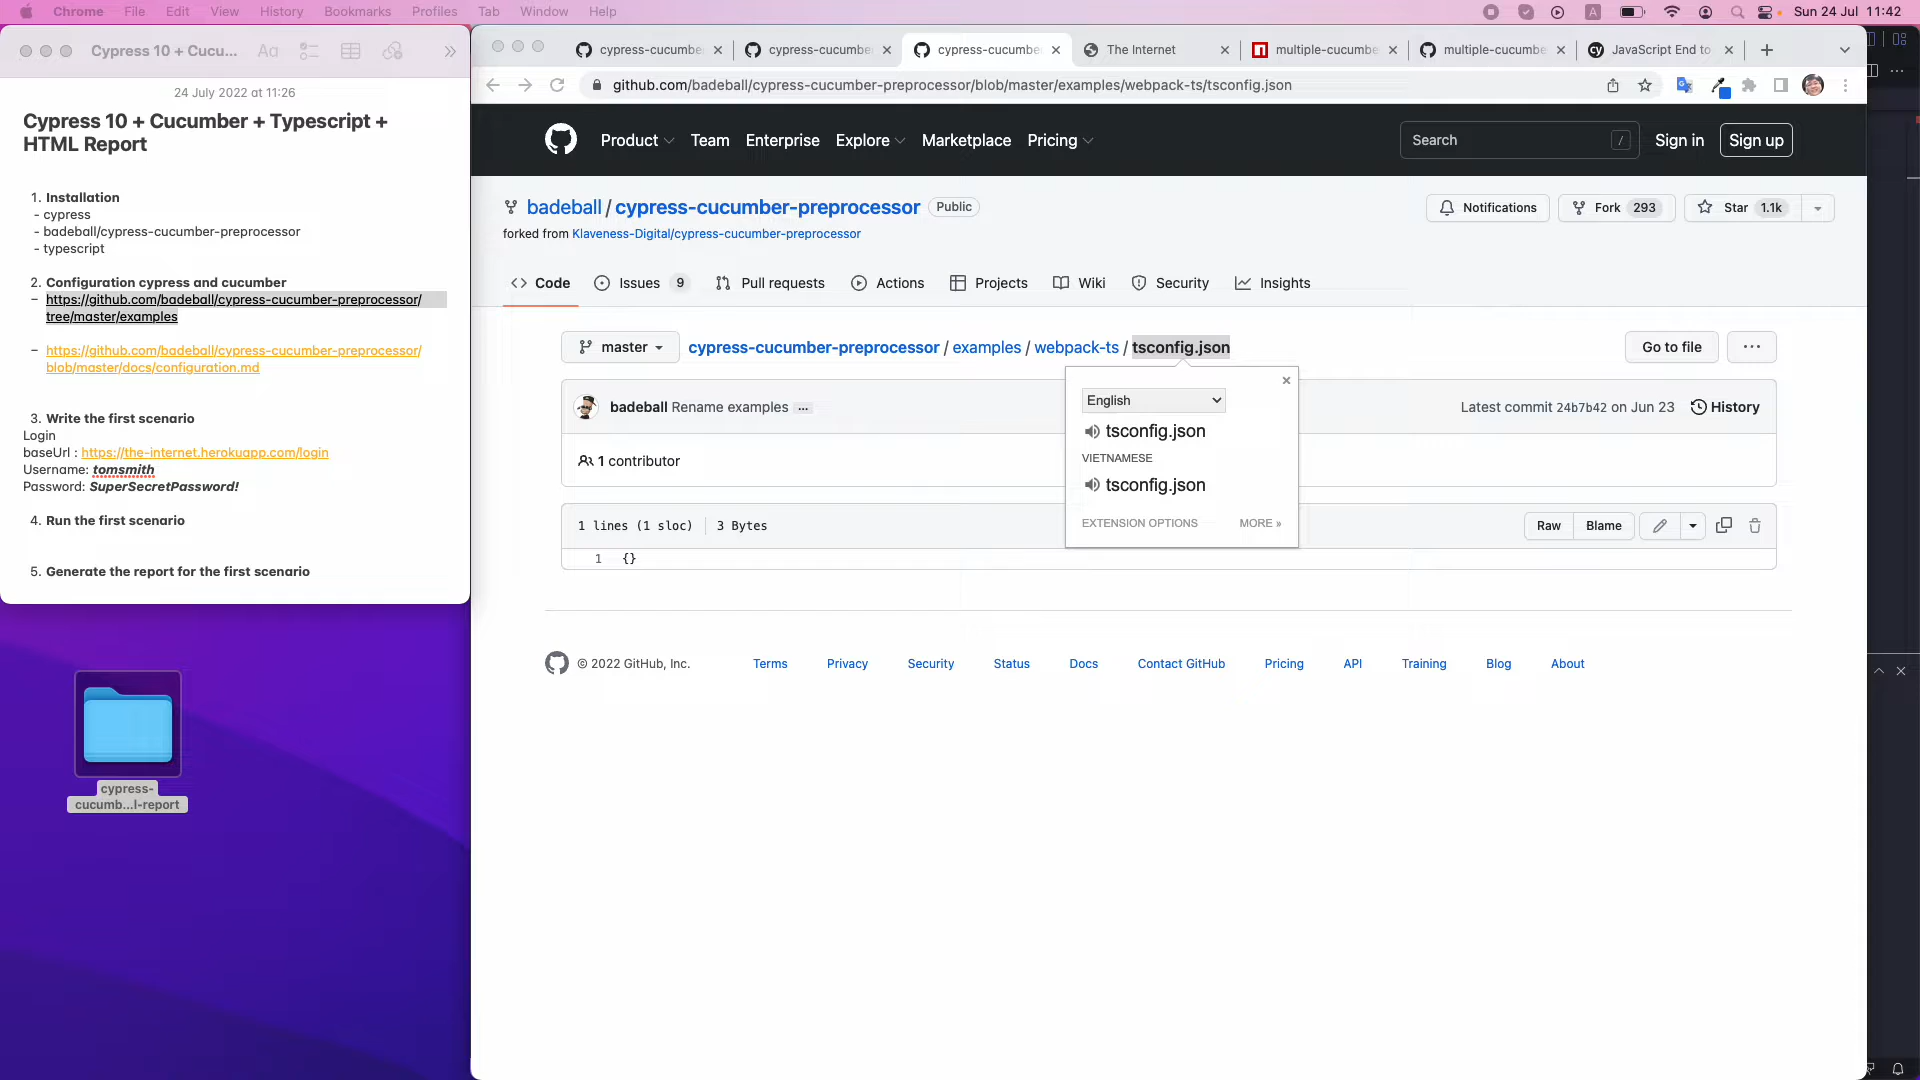 Chrome File Edit View History Bookmarks Profiles Tab Window Help
A
Sun 24 Jul 11:42
Cypress 10 + Cucu...
Aa
24 July 2022 at 11:26
Cypress 10 + Cucumber + Typescript +
HTML Report
1. Installation
- cypress
- badeball/cypress-cucumber-preprocessor
- typescript
2. Configuration cypress and cucumber
– https://github.com/badeball/cypress-cucumber-preprocessor/
tree/master/examples
– https://github.com/badeball/cypress-cucumber-preprocessor/
blob/master/docs/configuration.md
3. Write the first scenario
Login
baseUrl : https://the-internet.herokuapp.com/login
Username: tomsmith
Password: SuperSecretPassword!
4. Run the first scenario
5. Generate the report for the first scenario
cypress-
cucumb...l-report
cypress-cucumbe
cypress-cucumbe
cypress-cucumbe
The Internet
multiple-cucumbe
multiple-cucumbe
cy
JavaScript End to
github.com/badeball/cypress-cucumber-preprocessor/blob/master/examples/webpack-ts/tsconfig.json
Product Team Enterprise Explore Marketplace Pricing
Search /
Sign in
Sign up
badeball / cypress-cucumber-preprocessor Public
Notifications
Fork 293
Star 1.1k
forked from Klaveness-Digital/cypress-cucumber-preprocessor
Code
Issues 9
Pull requests
Actions
Projects
Wiki
Security
Insights
master
cypress-cucumber-preprocessor / examples / webpack-ts / tsconfig.json
Go to file
...
badeball Rename examples ...
Latest commit 24b7b42 on Jun 23
History
1 contributor
English
tsconfig.json
VIETNAMESE
tsconfig.json
EXTENSION OPTIONS
MORE »
1 lines (1 sloc) 3 Bytes
Raw
Blame
1 {}
© 2022 GitHub, Inc.
Terms
Privacy
Security
Status
Docs
Contact GitHub
Pricing
API
Training
Blog
About